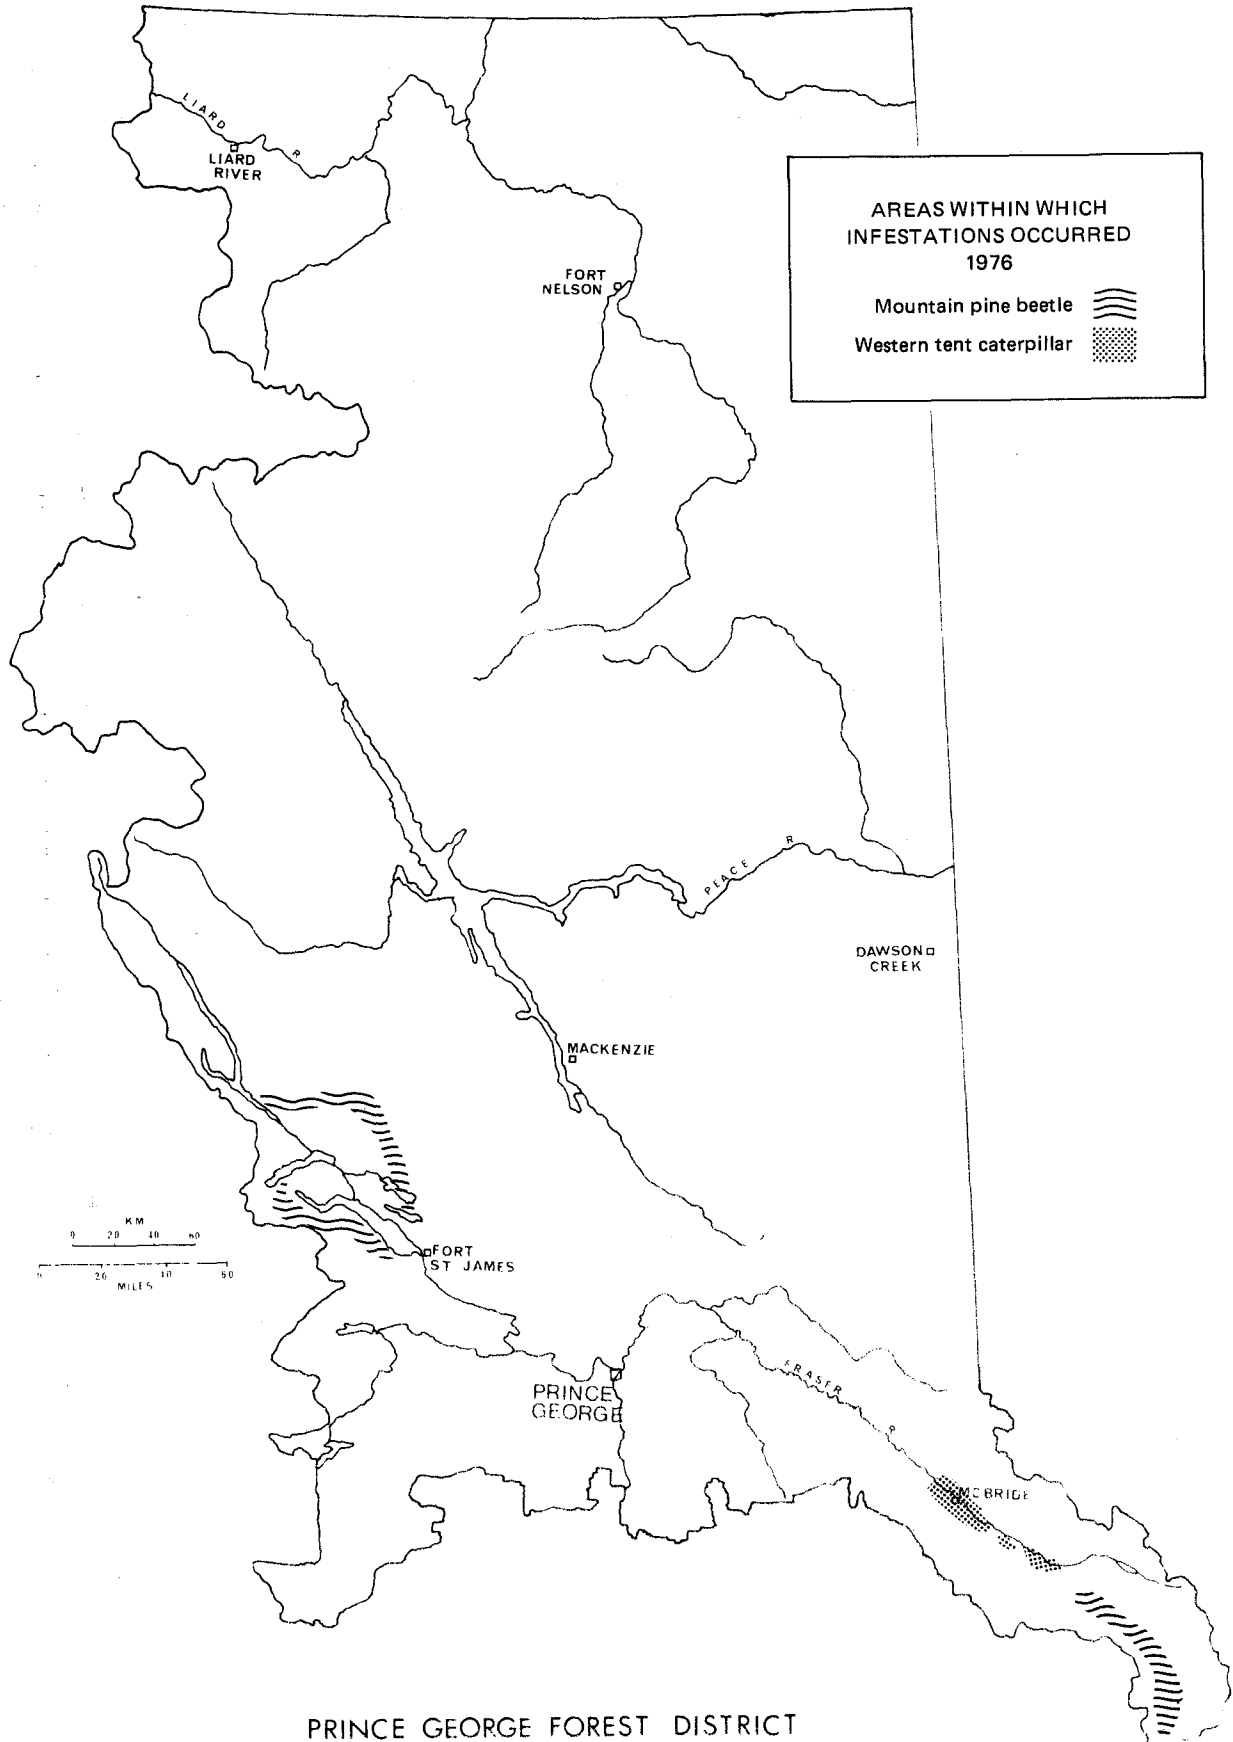 LIARD R
LIARD
RIVER
AREAS WITHIN WHICH
INFESTATIONS OCCURRED
1976
Mountain pine beetle
Western tent caterpillar
FORT
NELSON
PEACE R
DAWSON
CREEK
MACKENZIE
KM
0 20 40 60
0 20 40 60
MILES
FORT
ST JAMES
PRINCE
GEORGE
FRASER R
MCBRIDE
PRINCE GEORGE FOREST DISTRICT